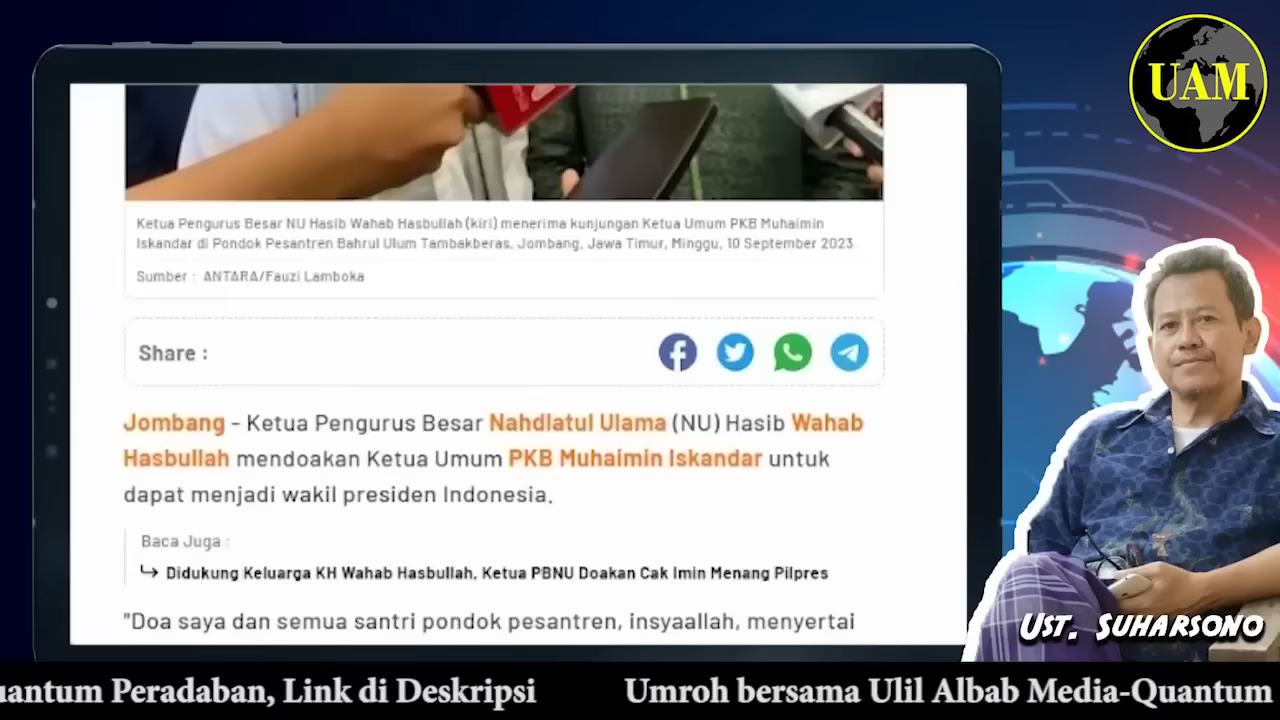 UAM
Ketua Pengurus Besar NU Hasib Wahab Hasbullah (kiri) menerima kunjungan Ketua Umum PKB Muhaimin
Iskandar di Pondok Pesantren Bahrul Ulum Tambakberas, Jombang, Jawa Timur, Minggu, 10 September 2023.
Sumber : ANTARA/Fauzi Lamboka
Share :
Jombang - Ketua Pengurus Besar Nahdlatul Ulama (NU) Hasib Wahab
Hasbullah mendoakan Ketua Umum PKB Muhaimin Iskandar untuk
dapat menjadi wakil presiden Indonesia.
Baca Juga :
Didukung Keluarga KH Wahab Hasbullah, Ketua PBNU Doakan Cak Imin Menang Pilpres
"Doa saya dan semua santri pondok pesantren, insyaallah, menyertai
Ust. Suharsono
uantum Peradaban, Link di Deskripsi Umroh bersama Ulil Albab Media-Quantum